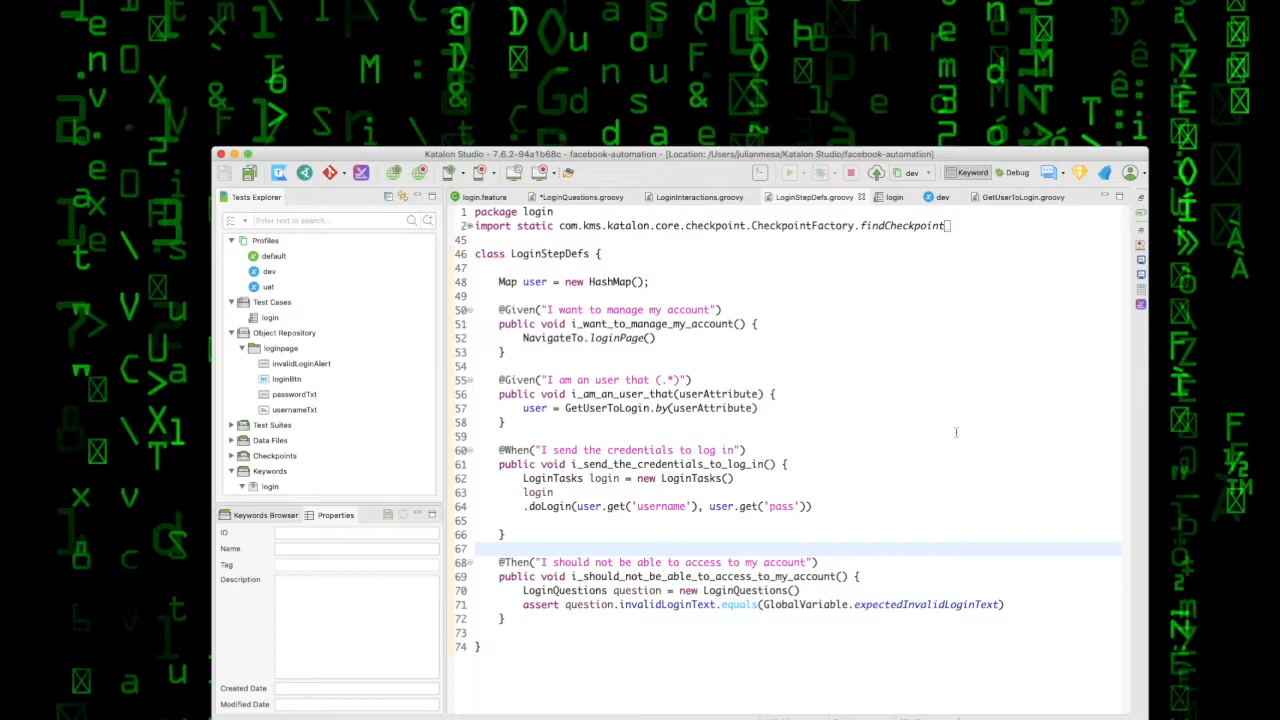 Katalon Studio - 7.6.2-94a1b68c - facebook-automation - [Location: /Users/julianmesa/Katalon Studio/facebook-automation]
dev
Keyword
Debug
Tests Explorer
login.feature
*LoginQuestions.groovy
LoginInteractions.groovy
LoginStepDefs.groovy
login
dev
GetUserToLogin.groovy
Enter text to search...
Profiles
default
dev
uat
Test Cases
login
Object Repository
loginpage
invalidLoginAlert
loginBtn
passwordTxt
usernameTxt
Test Suites
Data Files
Checkpoints
Keywords
login
Keywords Browser
Properties
ID
Name
Tag
Description
Created Date
Modified Date
1 package login
2 import static com.kms.katalon.core.checkpoint.CheckpointFactory.findCheckpoint
45
46 class LoginStepDefs {
47
48 Map user = new HashMap();
49
50 @Given("I want to manage my account")
51 public void i_want_to_manage_my_account() {
52 NavigateTo.loginPage()
53 }
54
55 @Given("I am an user that (.*)")
56 public void i_am_an_user_that(userAttribute) {
57 user = GetUserToLogin.by(userAttribute)
58 }
59
60 @When("I send the credentials to log in")
61 public void i_send_the_credentials_to_log_in() {
62 LoginTasks login = new LoginTasks()
63 login
64 .doLogin(user.get('username'), user.get('pass'))
65
66 }
67
68 @Then("I should not be able to access to my account")
69 public void i_should_not_be_able_to_access_to_my_account() {
70 LoginQuestions question = new LoginQuestions()
71 assert question.invalidLoginText.equals(GlobalVariable.expectedInvalidLoginText)
72 }
73
74 }